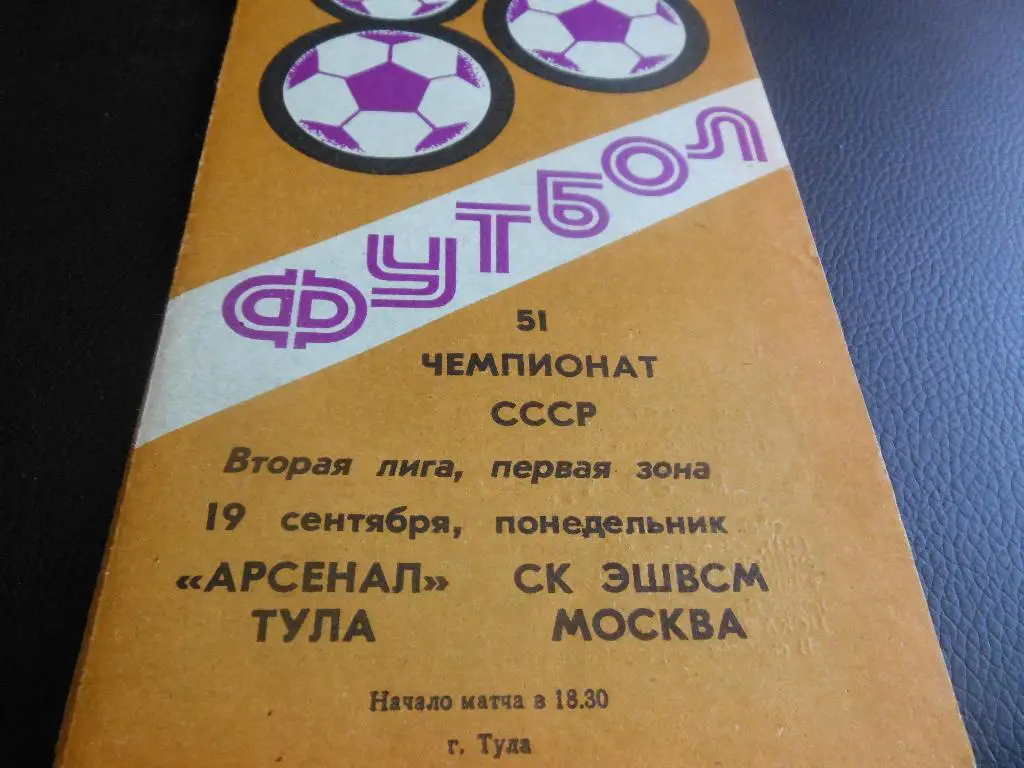 ФУТБОЛ
51
ЧЕМПИОНАТ
СССР
Вторая лига, первая зона
19 сентября, понедельник
«АРСЕНАЛ» СК ЭШВСМ
ТУЛА МОСКВА
Начало матча в 18.30
г. Тула